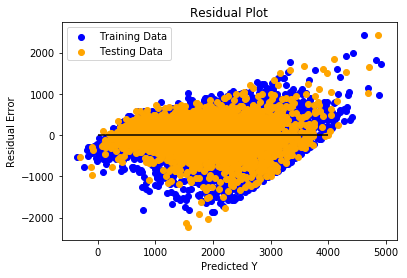 Residual Plot
Training Data
Testing Data
Residual Error
2000
1000
0
−1000
−2000
0
1000
2000
3000
4000
5000
Predicted Y